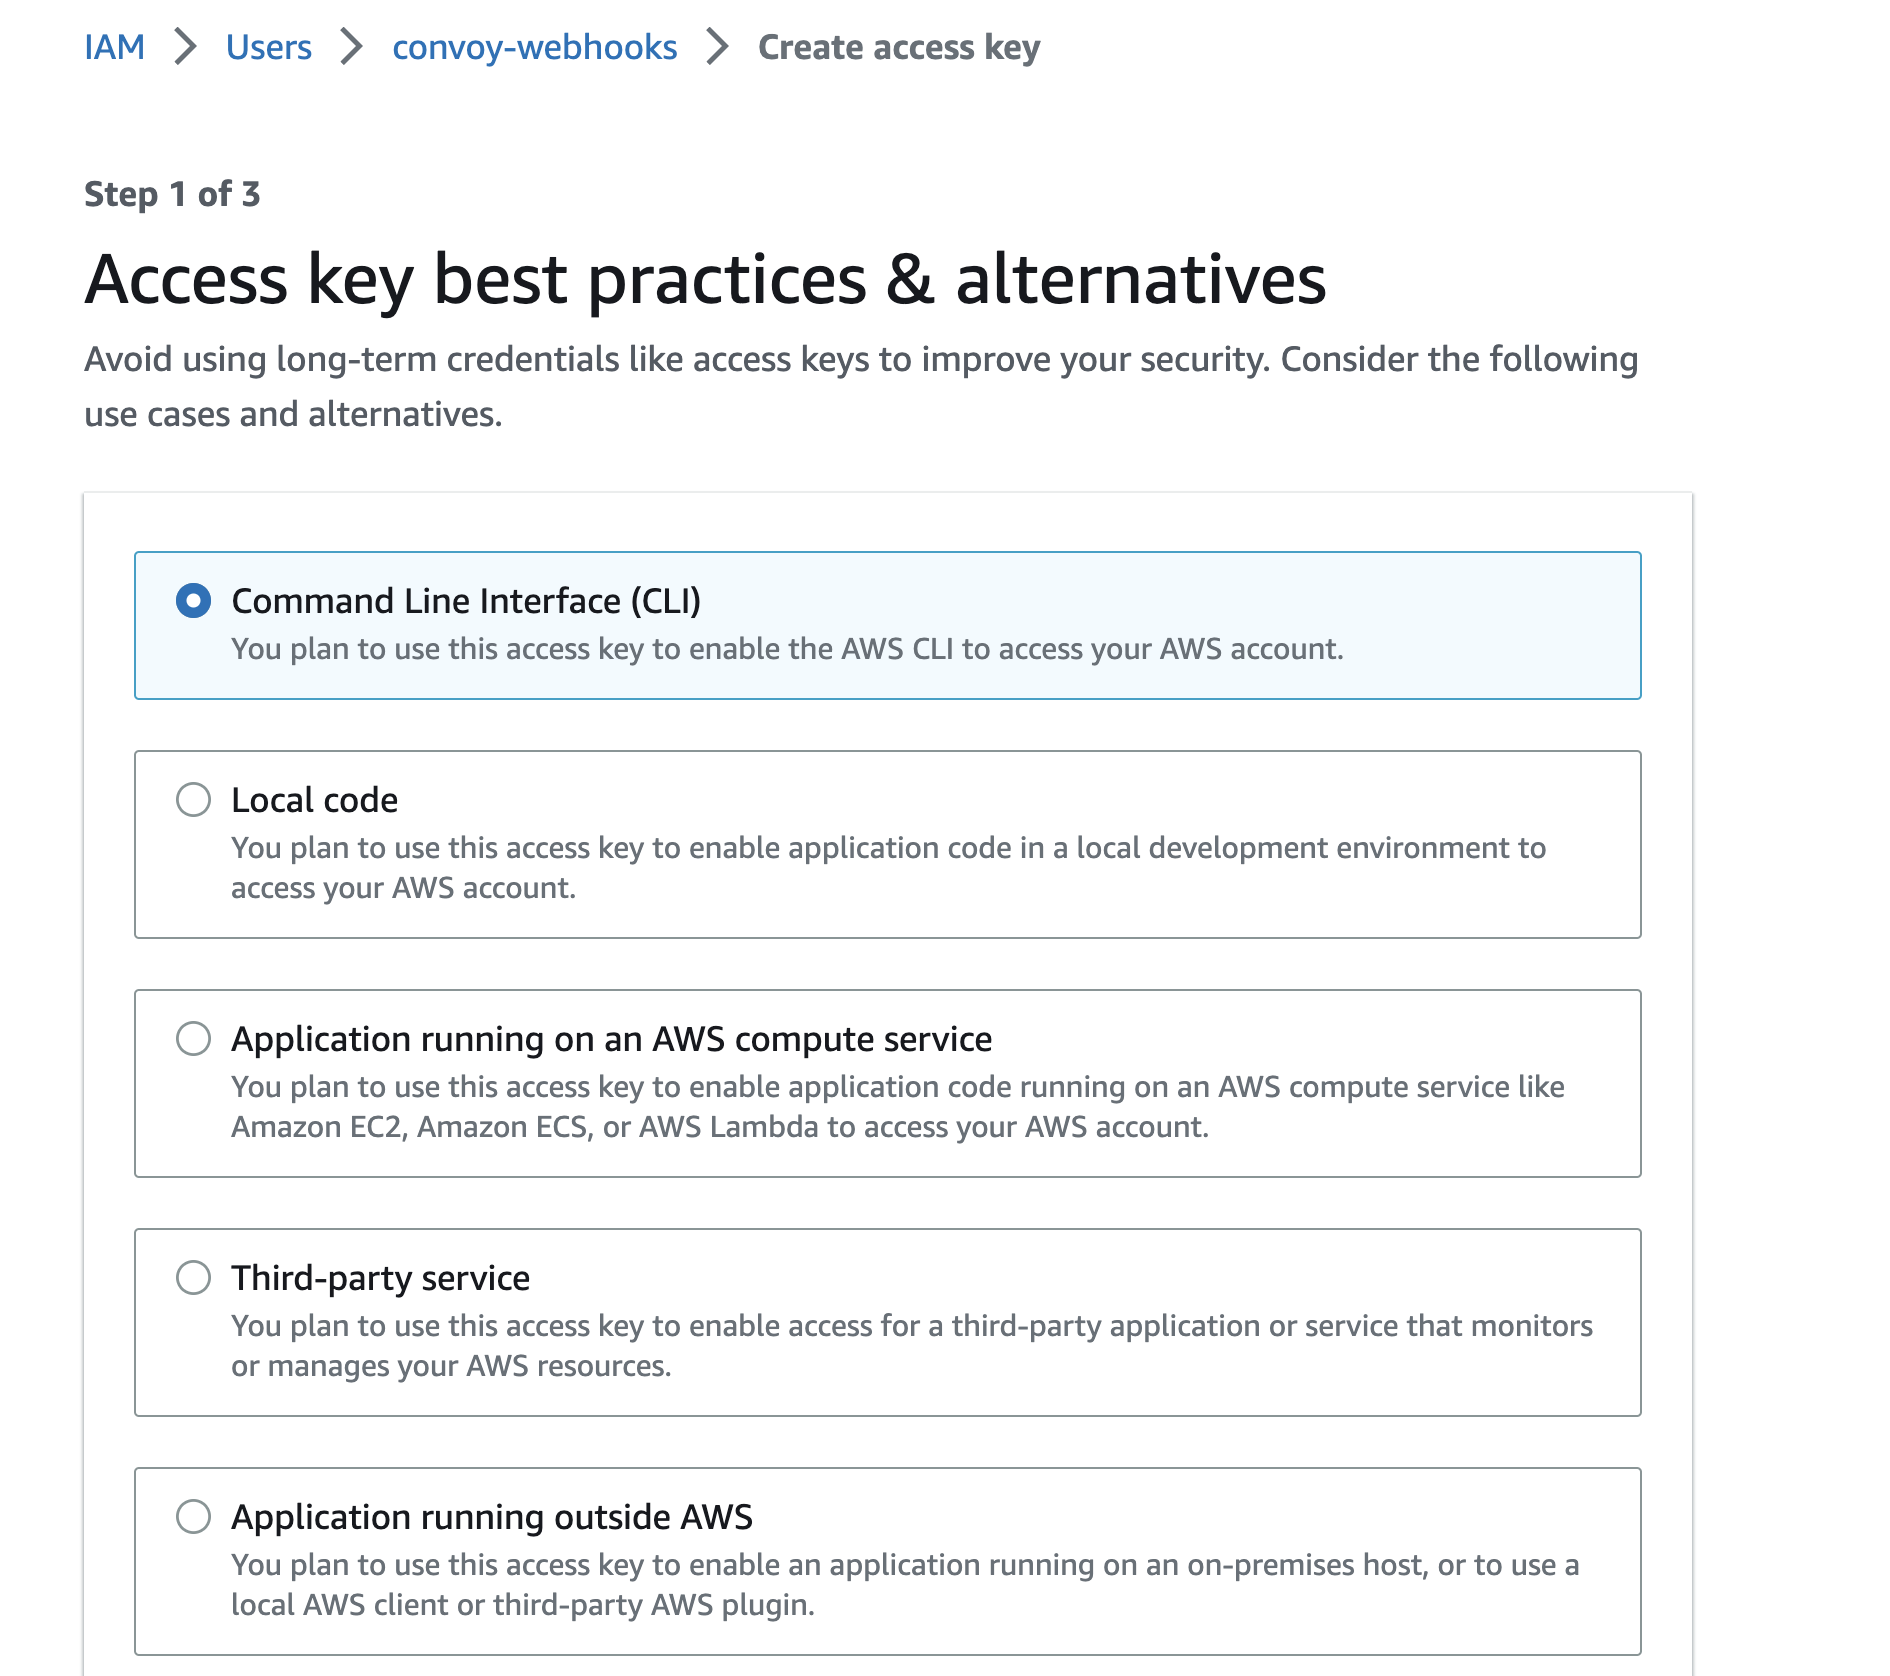 IAM > Users > convoy-webhooks > Create access key
Step 1 of 3
Access key best practices & alternatives
Avoid using long-term credentials like access keys to improve your security. Consider the following
use cases and alternatives.
Command Line Interface (CLI)
You plan to use this access key to enable the AWS CLI to access your AWS account.
Local code
You plan to use this access key to enable application code in a local development environment to
access your AWS account.
Application running on an AWS compute service
You plan to use this access key to enable application code running on an AWS compute service like
Amazon EC2, Amazon ECS, or AWS Lambda to access your AWS account.
Third-party service
You plan to use this access key to enable access for a third-party application or service that monitors
or manages your AWS resources.
Application running outside AWS
You plan to use this access key to enable an application running on an on-premises host, or to use a
local AWS client or third-party AWS plugin.